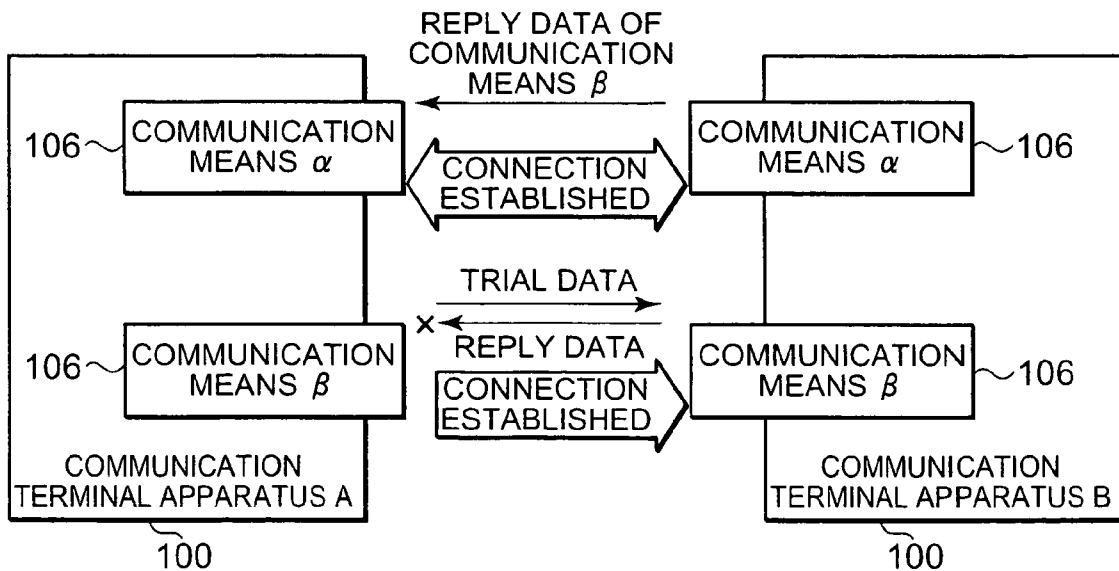 REPLY DATA OF
COMMUNICATION
MEANS β
COMMUNICATION
MEANS α
106
CONNECTION
ESTABLISHED
COMMUNICATION
MEANS α
106
TRIAL DATA
×
REPLY DATA
COMMUNICATION
MEANS β
106
CONNECTION
ESTABLISHED
COMMUNICATION
MEANS β
106
COMMUNICATION
TERMINAL APPARATUS A
100
COMMUNICATION
TERMINAL APPARATUS B
100